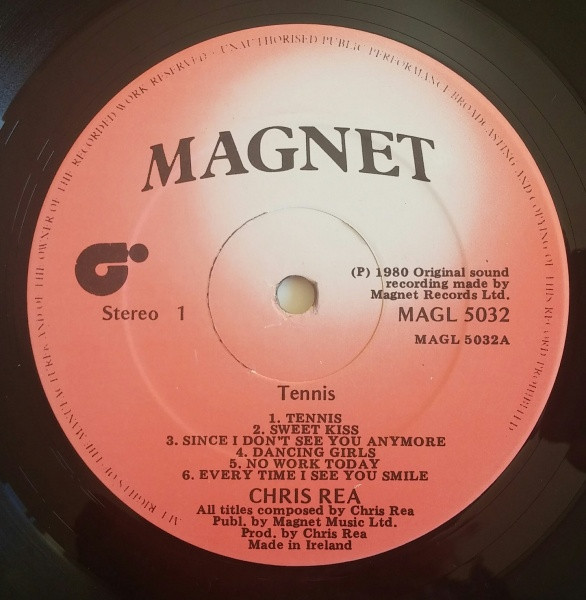 ALL RIGHTS OF THE MANUFACTURER AND OF THE OWNER OF THE RECORDED WORK RESERVED · UNAUTHORISED PUBLIC PERFORMANCE BROADCASTING AND COPYING OF THIS RECORD PROHIBITED
MAGNET
(P) 1980 Original sound
recording made by
Magnet Records Ltd.
Stereo 1
MAGL 5032
MAGL 5032A
Tennis
1. TENNIS
2. SWEET KISS
3. SINCE I DON'T SEE YOU ANYMORE
4. DANCING GIRLS
5. NO WORK TODAY
6. EVERY TIME I SEE YOU SMILE
CHRIS REA
All titles composed by Chris Rea
Publ. by Magnet Music Ltd.
Prod. by Chris Rea
Made in Ireland